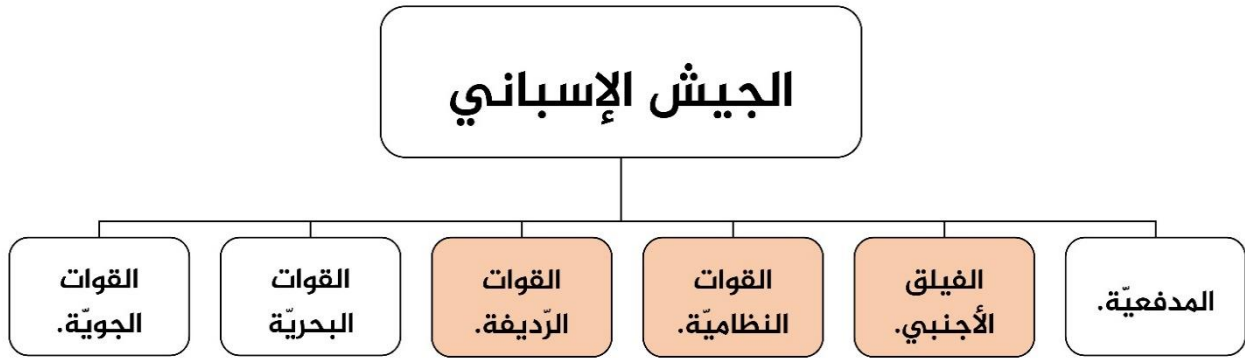 الجيش الإسباني
المدفعيّة.
الفيلق
الأجنبي.
القوات
النظاميّة.
القوات
الرّديفة.
القوات
البحريّة
القوات
الجويّة.